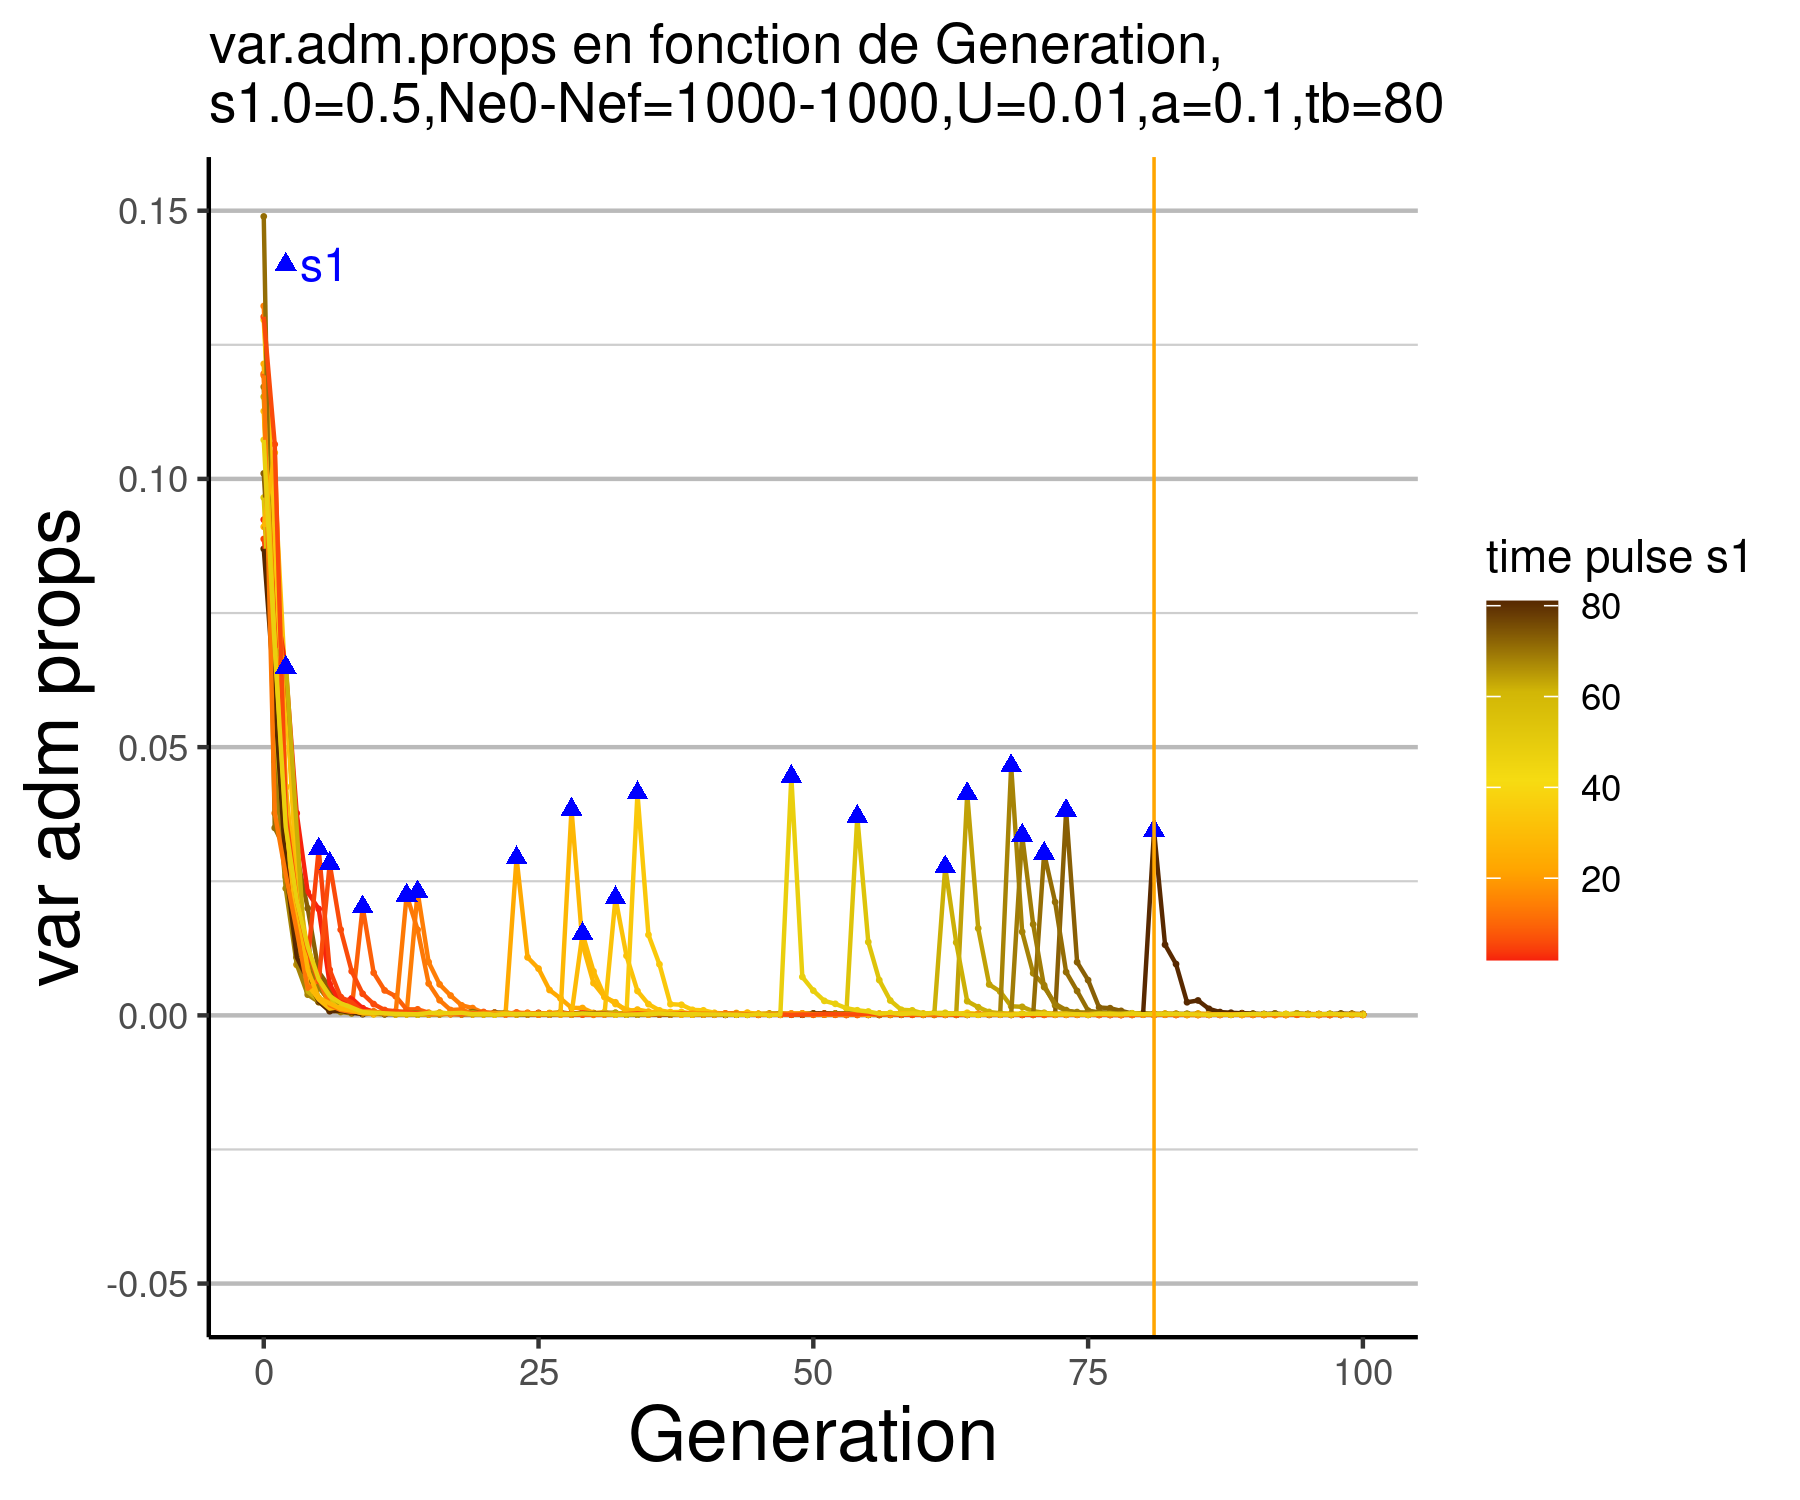 var.adm.props en fonction de Generation,
s1.0=0.5,Ne0-Nef=1000-1000,U=0.01,a=0.1,tb=80
var adm props
0.15
0.10
0.05
0.00
-0.05
s1
0 25 50 75 100
Generation
time pulse s1
80
60
40
20